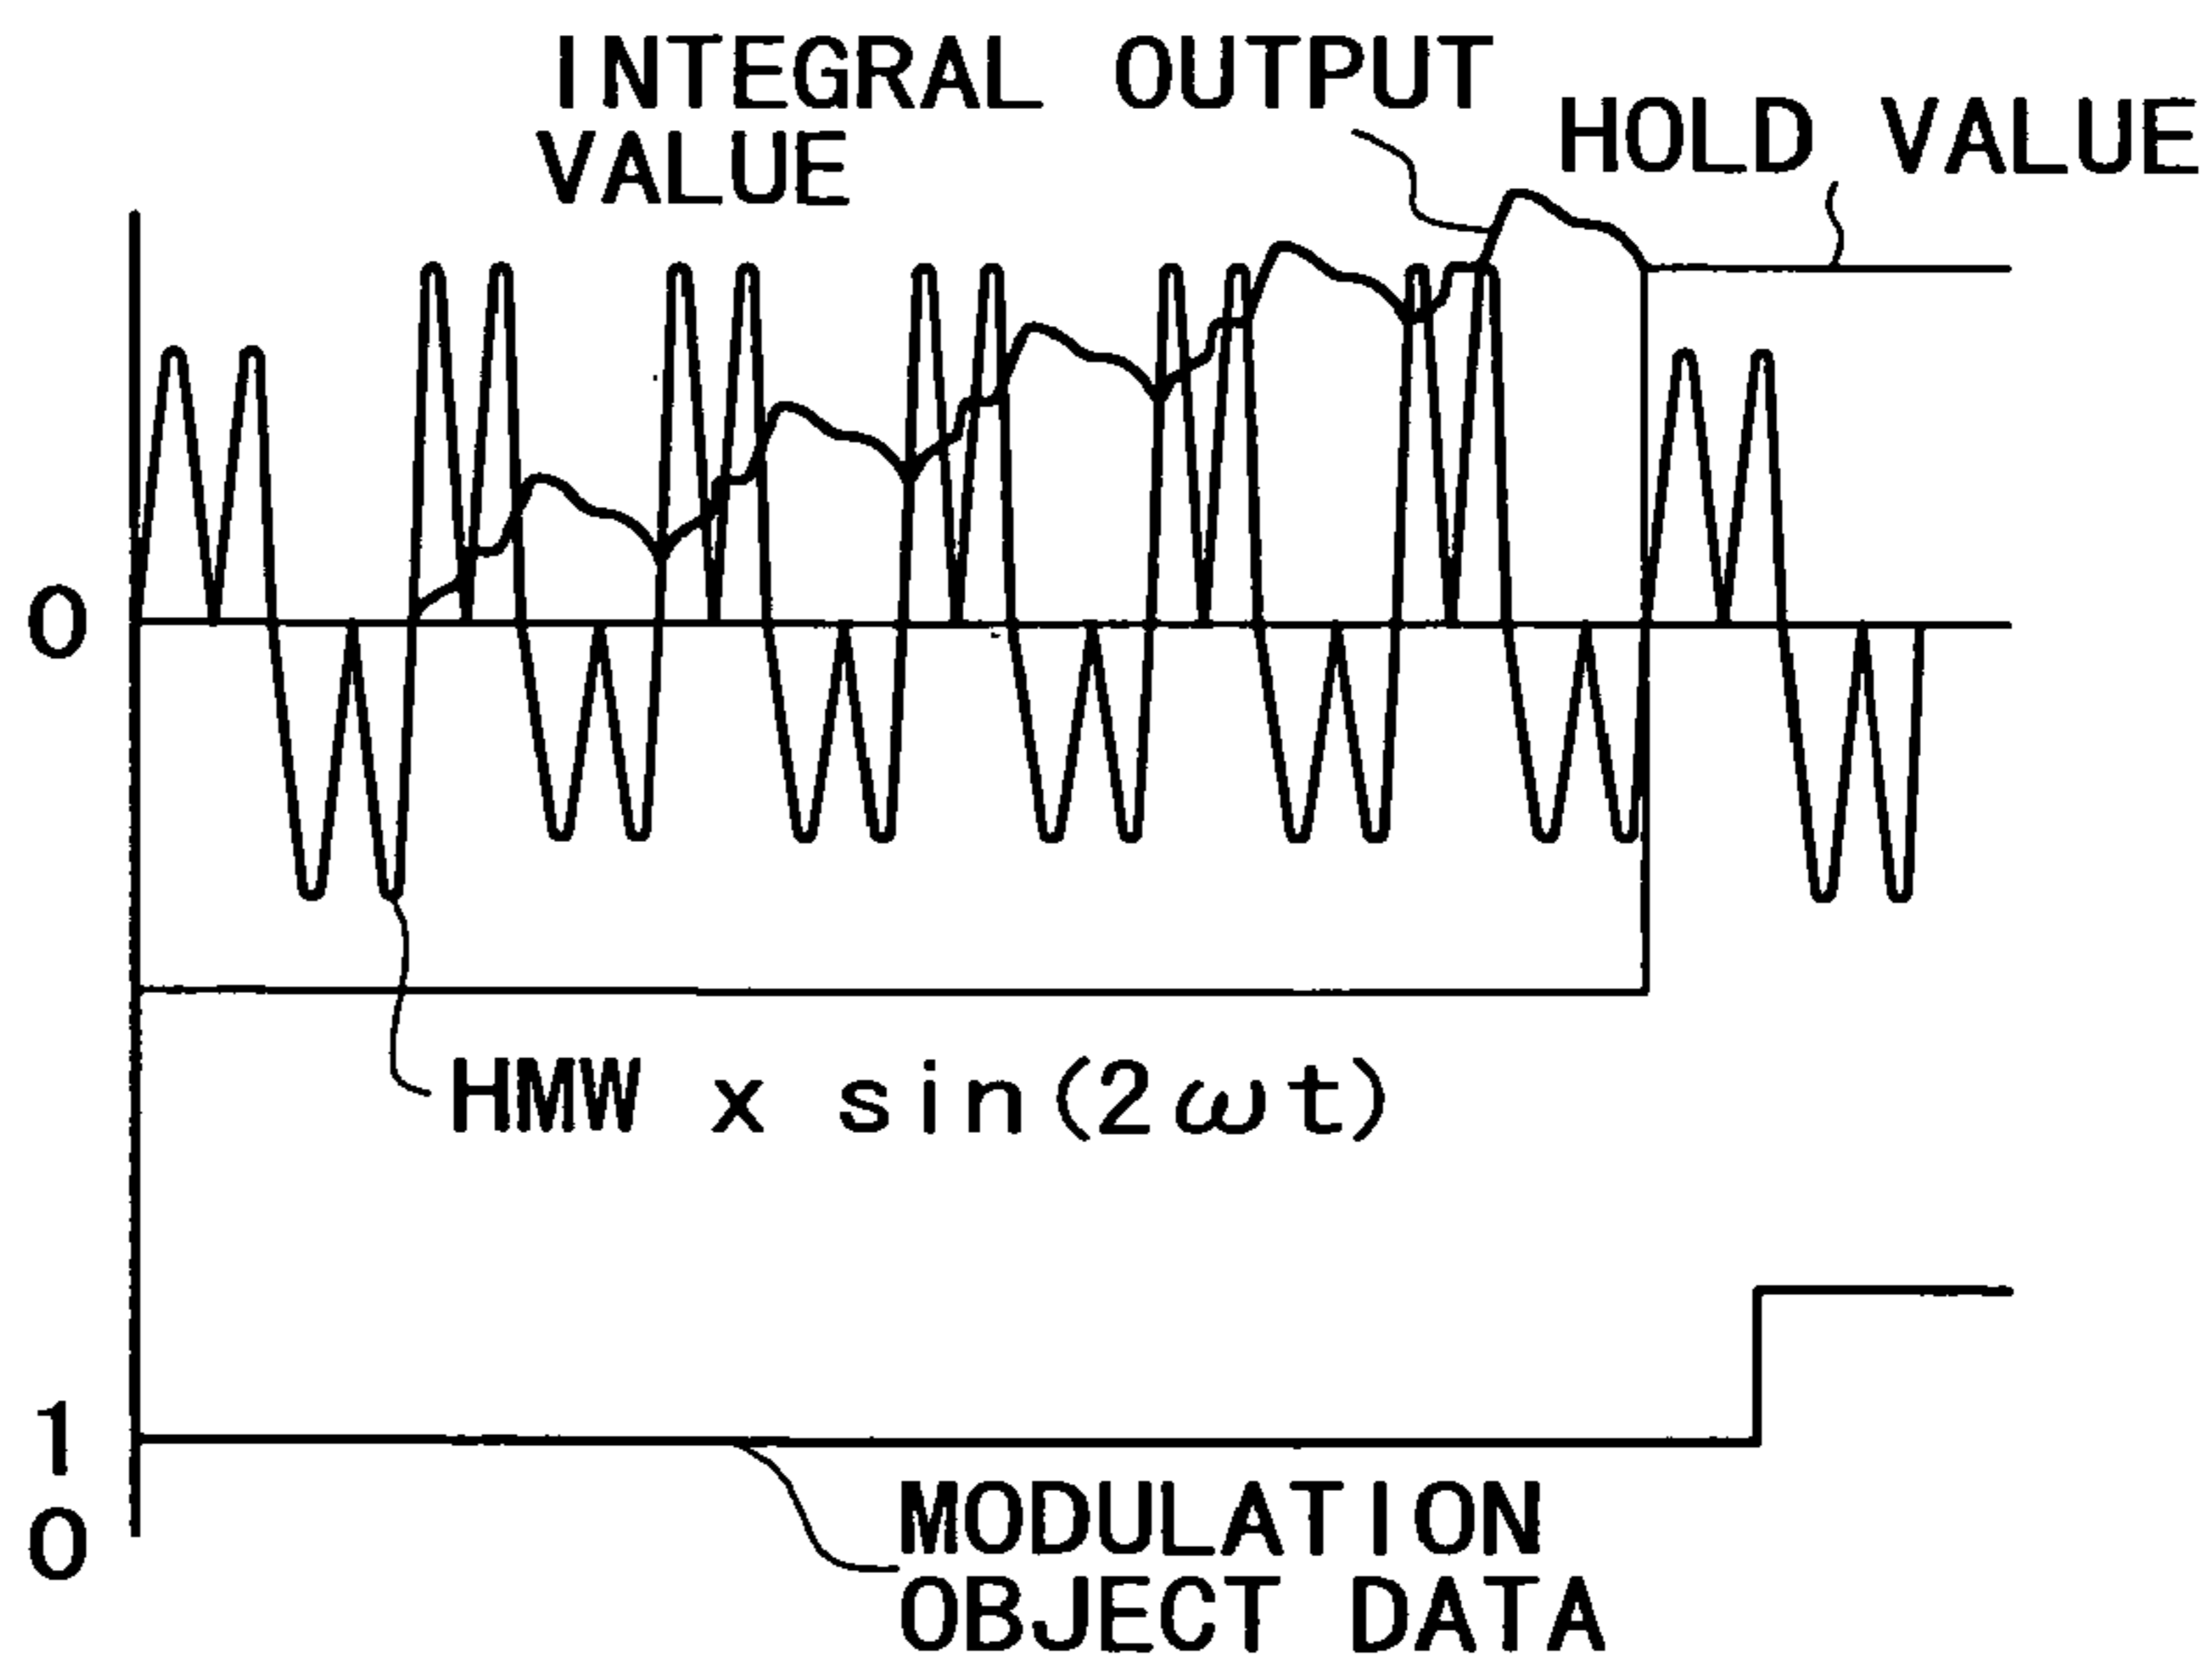 INTEGRAL OUTPUT
VALUE
HOLD VALUE
0
HMW x sin(2ωt)
1
0
MODULATION
OBJECT DATA